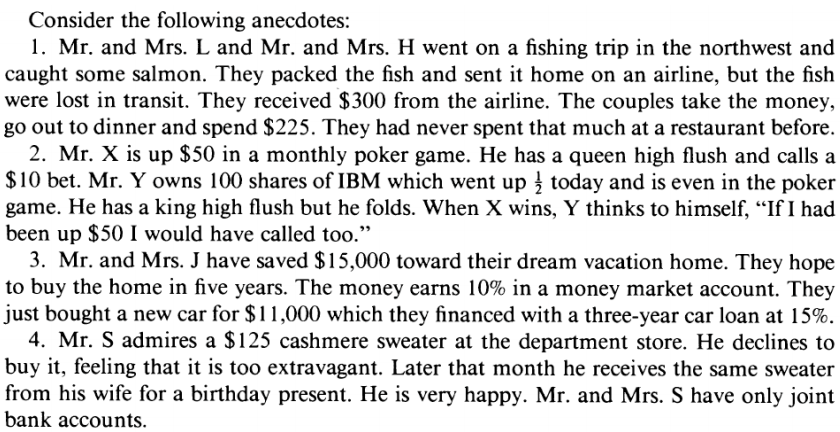 Consider the following anecdotes:
1. Mr. and Mrs. L and Mr. and Mrs. H went on a fishing trip in the northwest and
caught some salmon. They packed the fish and sent it home on an airline, but the fish
were lost in transit. They received $300 from the airline. The couples take the money,
go out to dinner and spend $225. They had never spent that much at a restaurant before.
2. Mr. X is up $50 in a monthly poker game. He has a queen high flush and calls a
$10 bet. Mr. Y owns 100 shares of IBM which went up ½ today and is even in the poker
game. He has a king high flush but he folds. When X wins, Y thinks to himself, “If I had
been up $50 I would have called too.”
3. Mr. and Mrs. J have saved $15,000 toward their dream vacation home. They hope
to buy the home in five years. The money earns 10% in a money market account. They
just bought a new car for $11,000 which they financed with a three-year car loan at 15%.
4. Mr. S admires a $125 cashmere sweater at the department store. He declines to
buy it, feeling that it is too extravagant. Later that month he receives the same sweater
from his wife for a birthday present. He is very happy. Mr. and Mrs. S have only joint
bank accounts.